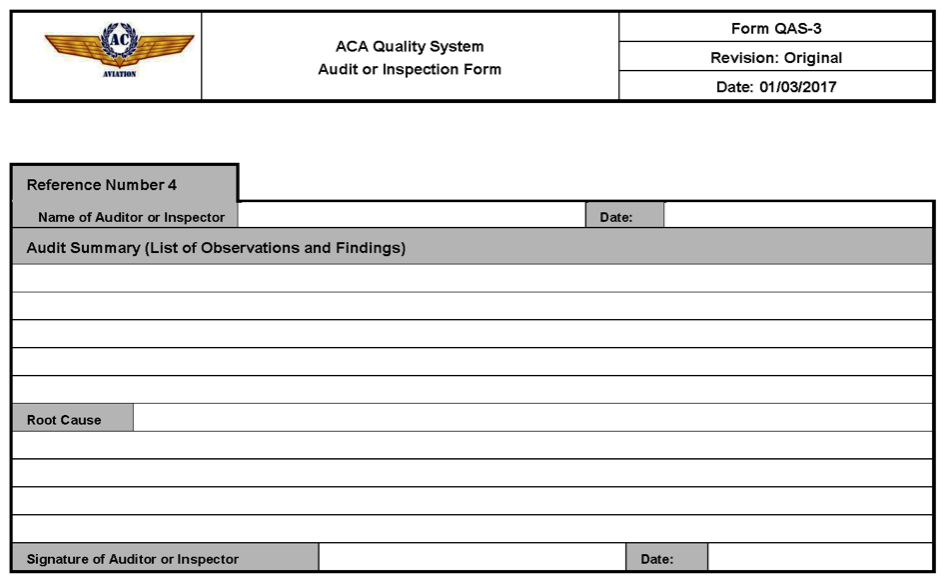 AC
AVIATION
ACA Quality System
Audit or Inspection Form
Form QAS-3
Revision: Original
Date: 01/03/2017
Reference Number 4
Name of Auditor or Inspector
Date:
Audit Summary (List of Observations and Findings)
Root Cause
Signature of Auditor or Inspector
Date: